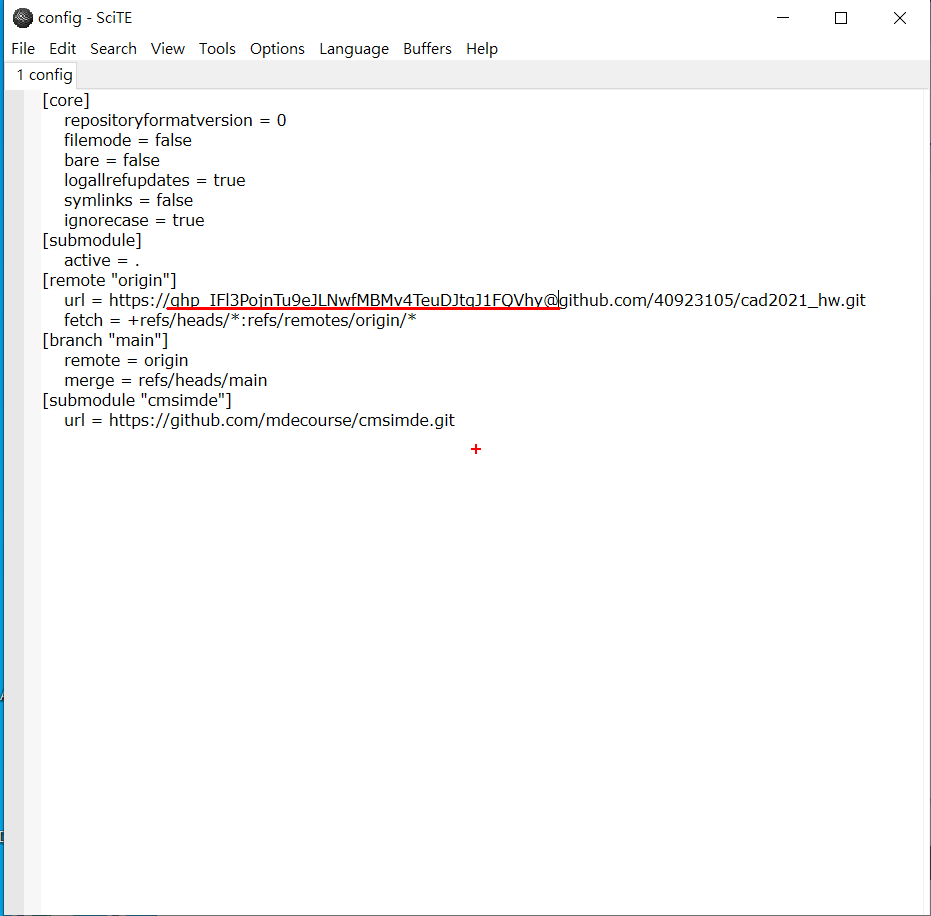 config - SciTE
File Edit Search View Tools Options Language Buffers Help
1 config
[core]
repositoryformatversion = 0
filemode = false
bare = false
logallrefupdates = true
symlinks = false
ignorecase = true
[submodule]
active = .
[remote "origin"]
url = https://@github.com/40923105/cad2021_hw.git
fetch = +refs/heads/*:refs/remotes/origin/*
[branch "main"]
remote = origin
merge = refs/heads/main
[submodule "cmsimde"]
url = https://github.com/mdecourse/cmsimde.git